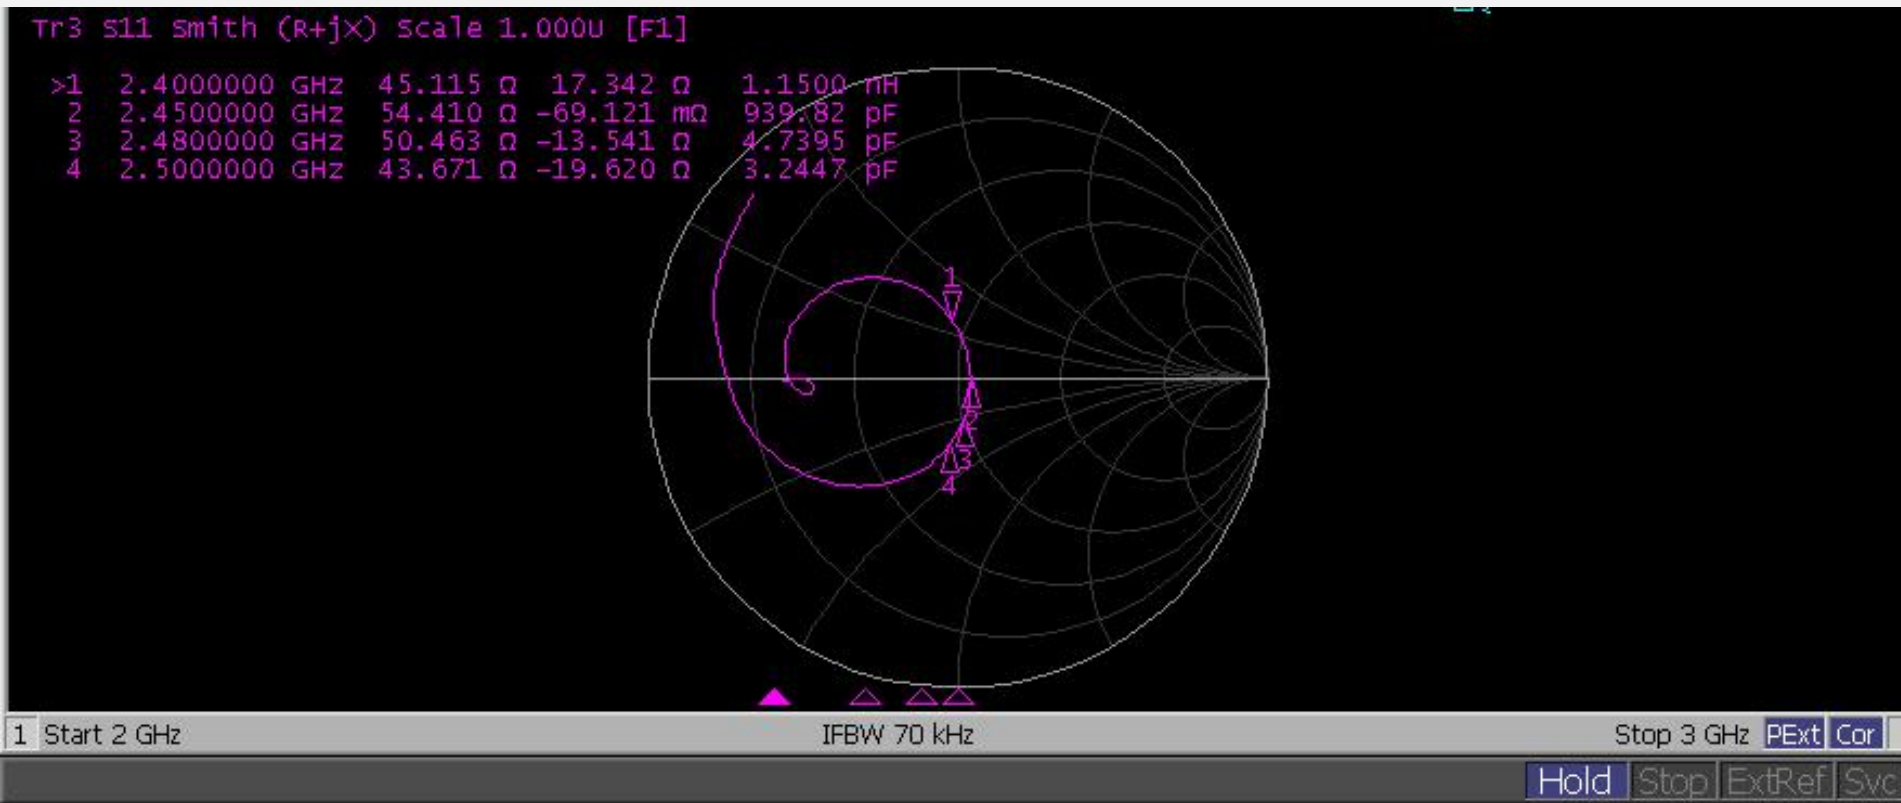 Tr3 S11 Smith (R+jX) Scale 1.000U [F1]
>1 2.4000000 GHz 45.115 Ω 17.342 Ω 1.1500 nH
2 2.4500000 GHz 54.410 Ω -69.121 mΩ 939.82 pF
3 2.4800000 GHz 50.463 Ω -13.541 Ω 4.7395 pF
4 2.5000000 GHz 43.671 Ω -19.620 Ω 3.2447 pF
1
2
3
4
1 Start 2 GHz IFBW 70 kHz Stop 3 GHz PExt Cor
Hold Stop ExtRef Svc